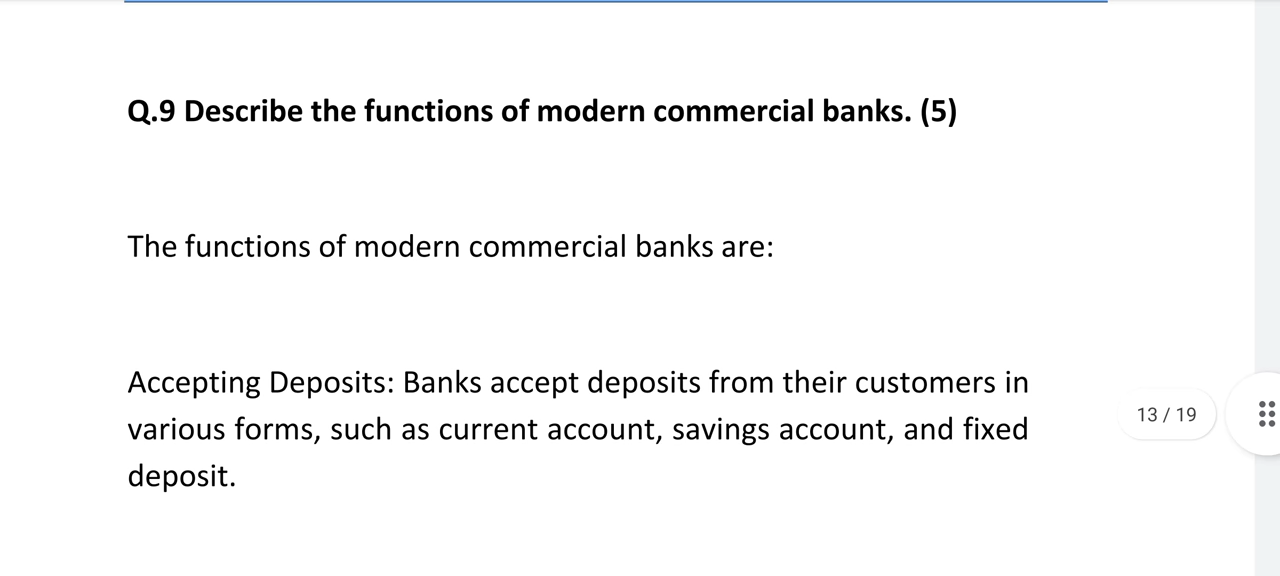 Q.9 Describe the functions of modern commercial banks. (5)
The functions of modern commercial banks are:
Accepting Deposits: Banks accept deposits from their customers in
various forms, such as current account, savings account, and fixed
deposit.
13 / 19